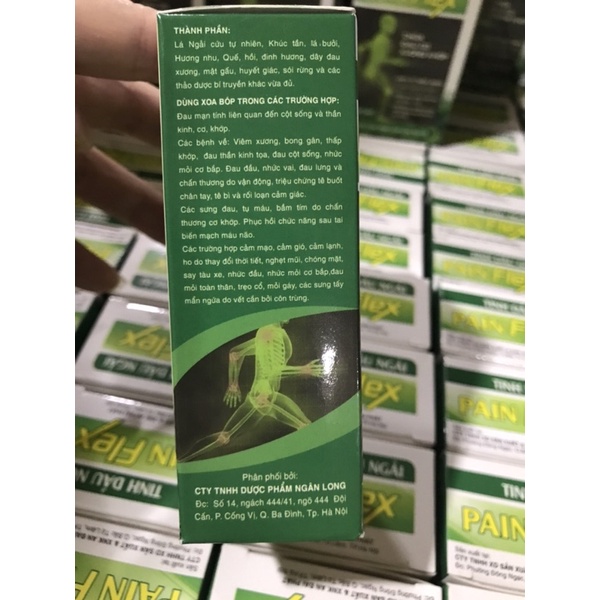 THÀNH PHẦN:
Lá Ngải cứu tự nhiên, Khúc tần, lá bưởi,
Hương nhu, Quế, hồi, đinh hương, dây đau
xương, mật gấu, huyết giác, sói rừng và các
thảo dược bí truyền khác vừa đủ.
DÙNG XOA BÓP TRONG CÁC TRƯỜNG HỢP:
Đau mạn tính liên quan đến cột sống và thần
kinh, cơ, khớp.
Các bệnh về: Viêm xương, bong gân, thấp
khớp, đau thần kinh tọa, đau cột sống, nhức
mỏi cơ bắp. Đau đầu, nhức vai, đau lưng và
chấn thương do vận động, triệu chứng tê buốt
chân tay, tê bì và rối loạn cảm giác.
Các sưng đau, tụ máu, bầm tím do chấn
thương cơ khớp. Phục hồi chức năng sau tai
biến mạch máu não.
Các trường hợp cảm mạo, cảm gió, cảm lạnh,
ho do thay đổi thời tiết, nghẹt mũi, chóng mặt,
say tàu xe, nhức đầu, nhức mỏi cơ bắp,đau
mỏi toàn thân, trẹo cổ, mỏi gáy, các sưng tấy
mẩn ngứa do vết cắn bởi côn trùng.
Phân phối bởi:
CTY TNHH DƯỢC PHẨM NGÂN LONG
Đc: Số 14, ngách 444/41, ngõ 444 Đội
Cấn, P. Cống Vị, Q. Ba Đình, Tp. Hà Nội
Flex
TINH DẦU NGẢI
PAIN Flex
TINH DẦU
PAIN